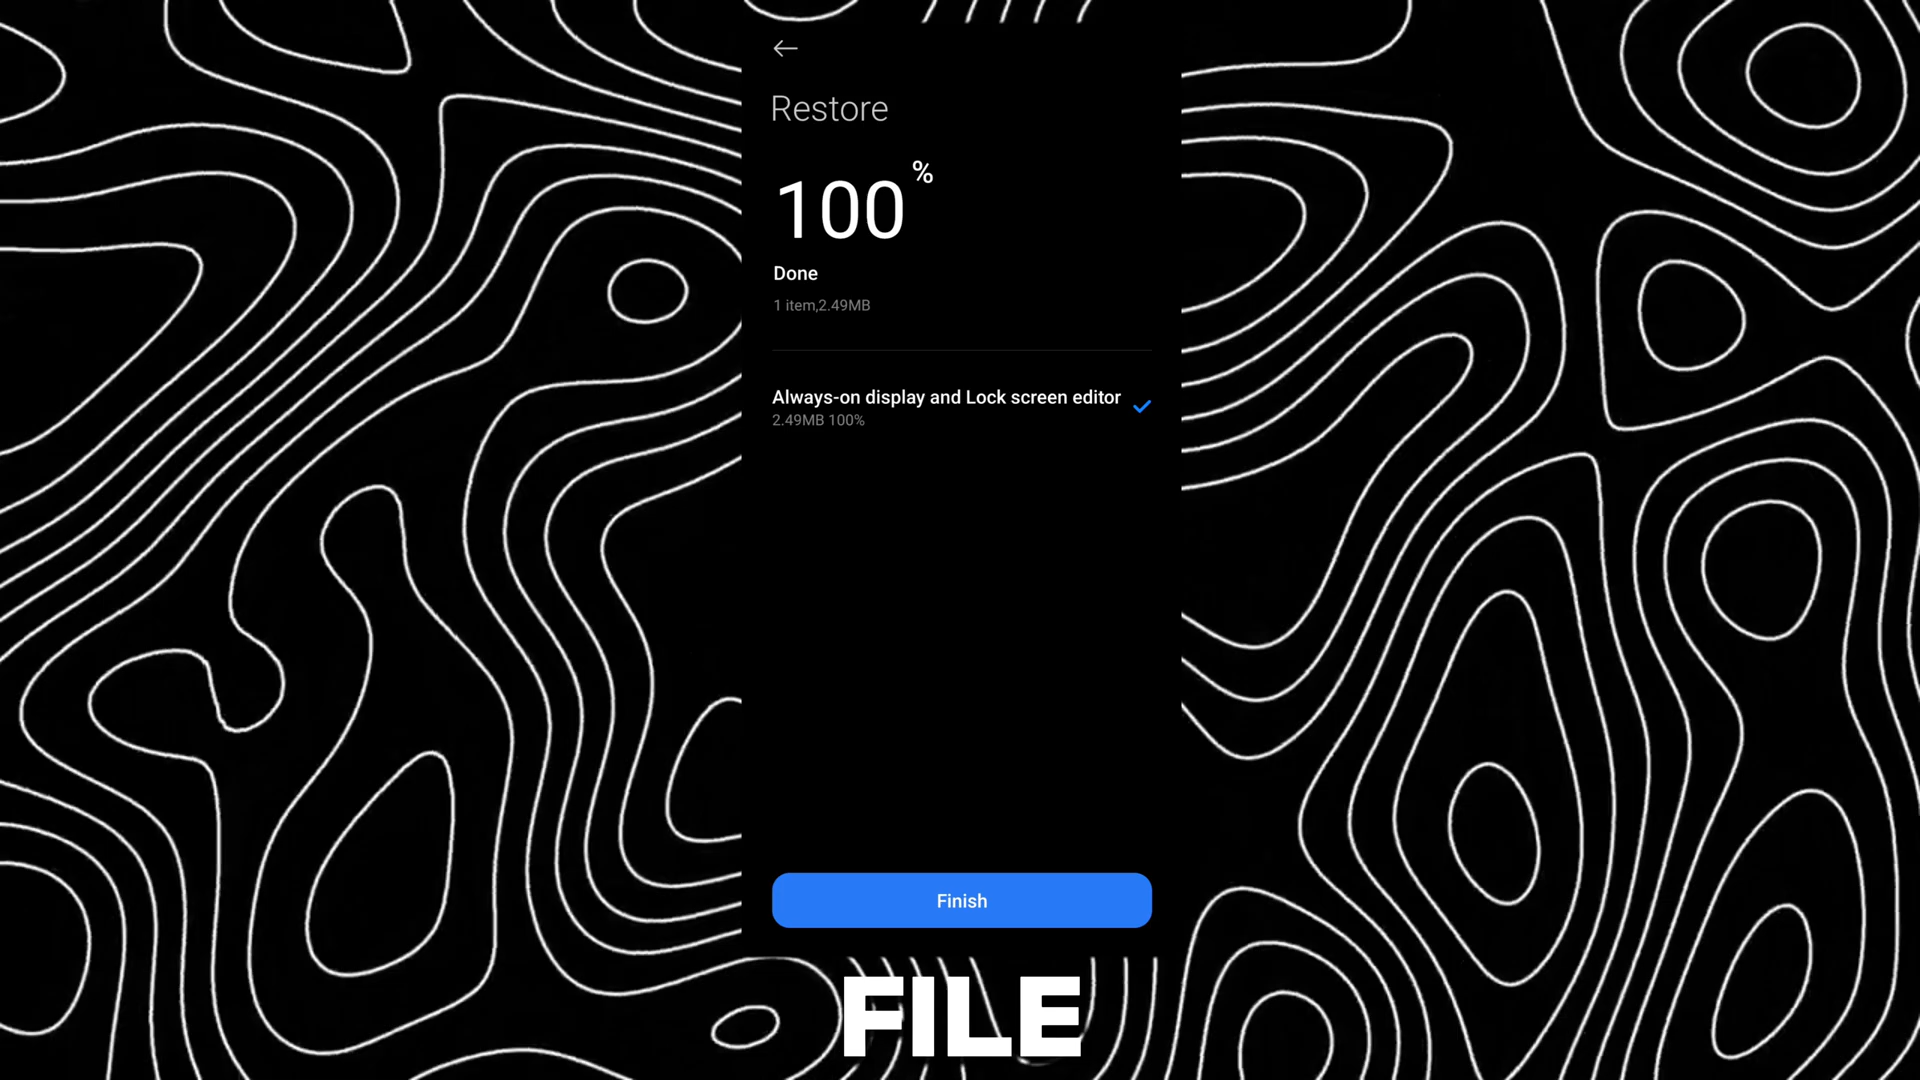 Restore
100%
Done
1 item,2.49MB
Always-on display and Lock screen editor
2.49MB 100%
Finish
FILE